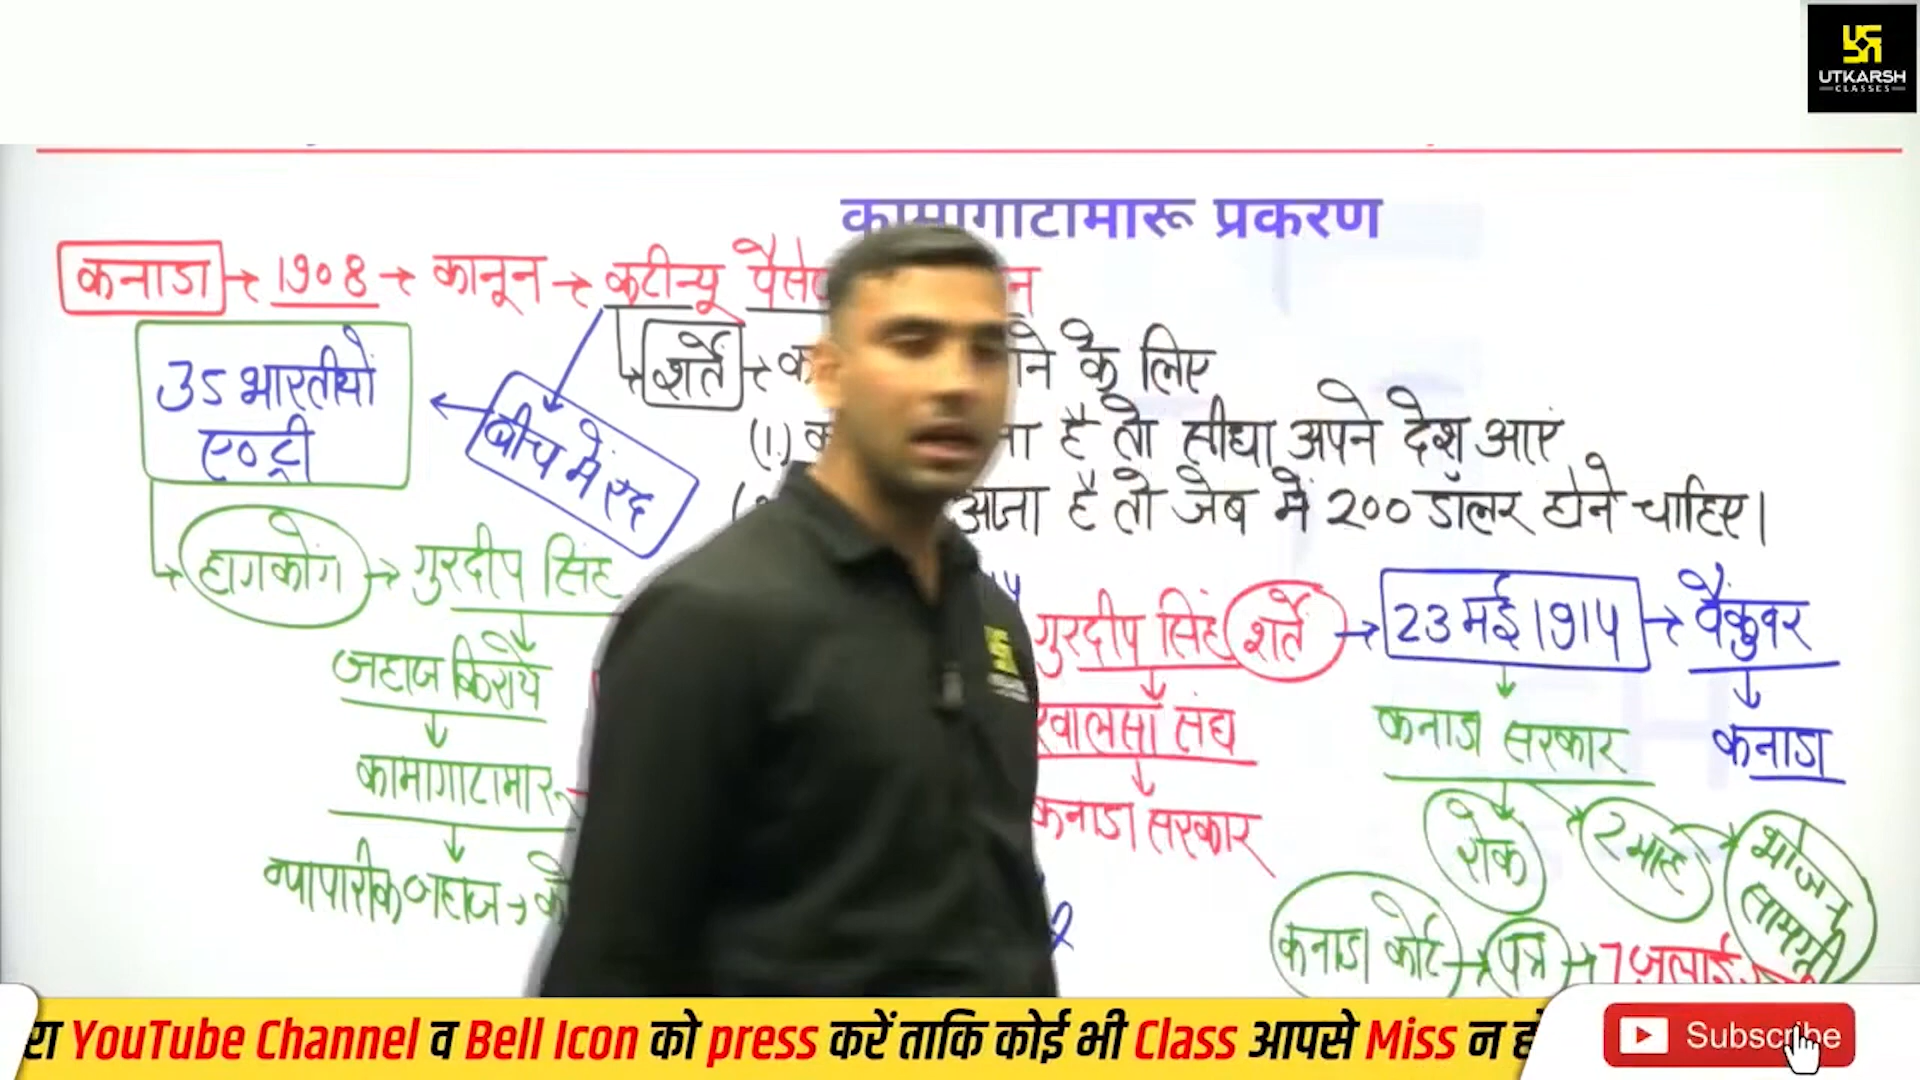 UTKARSH
CLASSES
कामागाटामारू प्रकरण
कनाडा → 1908 → कानून → कटीन्यू
शर्ते → के लिए
35 भारतीयों
एण्ट्री
बीच में रद्द
(1.) है तो सीधा अपने देश आएं
आना है तो जेब में 200 डॉलर होने चाहिए।
हागकोंग → गुरदीप सिंह
जहाज किराये
कामागाटामारू
व्यापारीक जहाज →
गुरदीप सिंह शर्ते → 23 मई 1914 → वैंकुवर
खालसा संघ
कनाडा सरकार
कनाडा सरकार
कनाडा
रोक
2 माह
भोजन
सामग्री
कनाडा कोर्ट → पत्र → 7 जुलाई
रा YouTube Channel व Bell Icon को press करें ताकि कोई भी Class आपसे Miss न हो
Subscribe